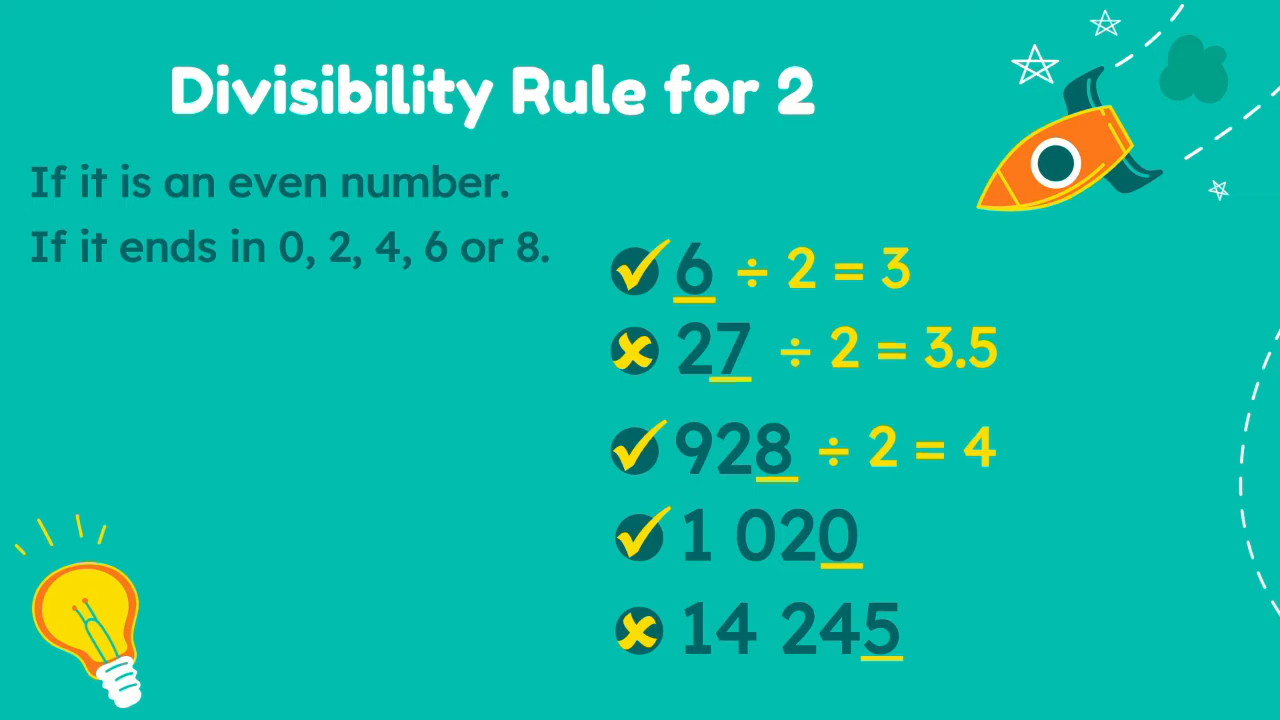 Divisibility Rule for 2
If it is an even number.
If it ends in 0, 2, 4, 6 or 8.
6 ÷ 2 = 3
27 ÷ 2 = 3.5
928 ÷ 2 = 4
1 020
14 245